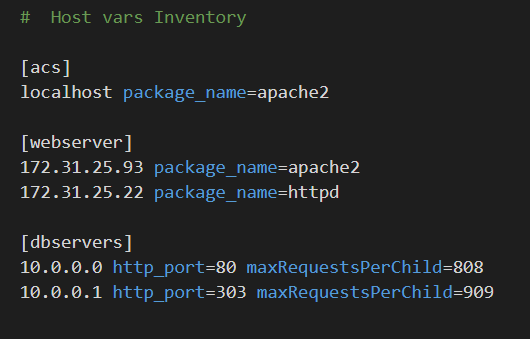 #  Host vars Inventory
[acs]
localhost package_name=apache2
[webserver]
172.31.25.93 package_name=apache2
172.31.25.22 package_name=httpd
[dbservers]
10.0.0.0 http_port=80 maxRequestsPerChild=808
10.0.0.1 http_port=303 maxRequestsPerChild=909